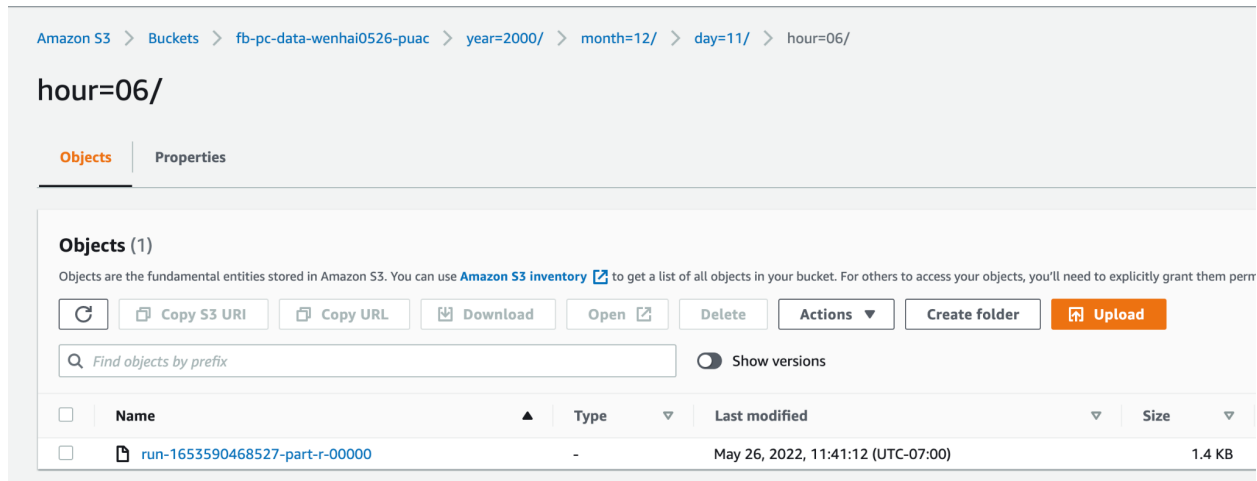 Amazon S3 > Buckets > fb-pc-data-wenhai0526-puac > year=2000/ > month=12/ > day=11/ > hour=06/
hour=06/
Objects Properties
Objects (1)
Objects are the fundamental entities stored in Amazon S3. You can use Amazon S3 inventory to get a list of all objects in your bucket. For others to access your objects, you'll need to explicitly grant them perm
Copy S3 URI Copy URL Download Open Delete Actions Create folder Upload
Find objects by prefix Show versions
Name Type Last modified Size
run-1653590468527-part-r-00000 - May 26, 2022, 11:41:12 (UTC-07:00) 1.4 KB